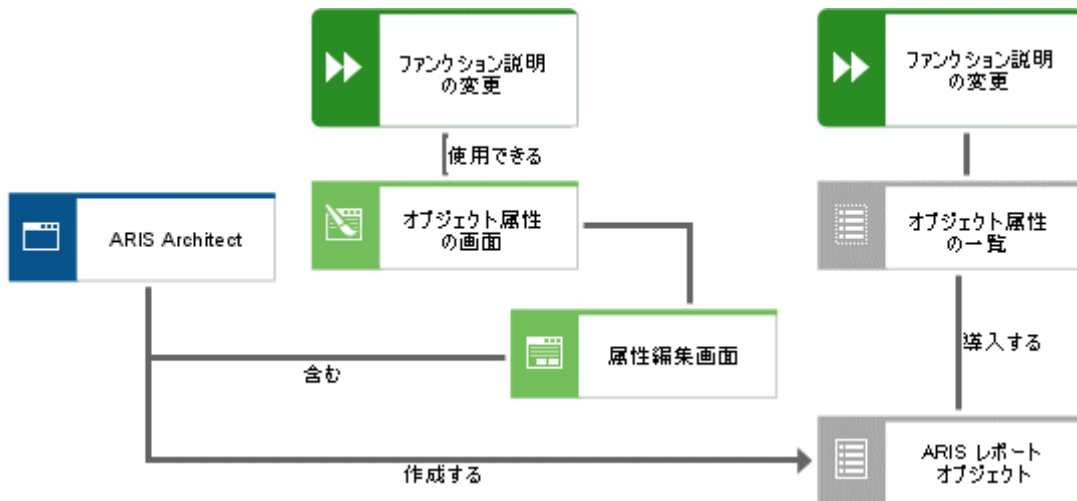 ファンクション説明
の変更
ファンクション説明
の変更
使用できる
オブジェクト属性
の画面
オブジェクト属性
の一覧
ARIS Architect
属性編集画面
導入する
含む
ARIS レポート
オブジェクト
作成する